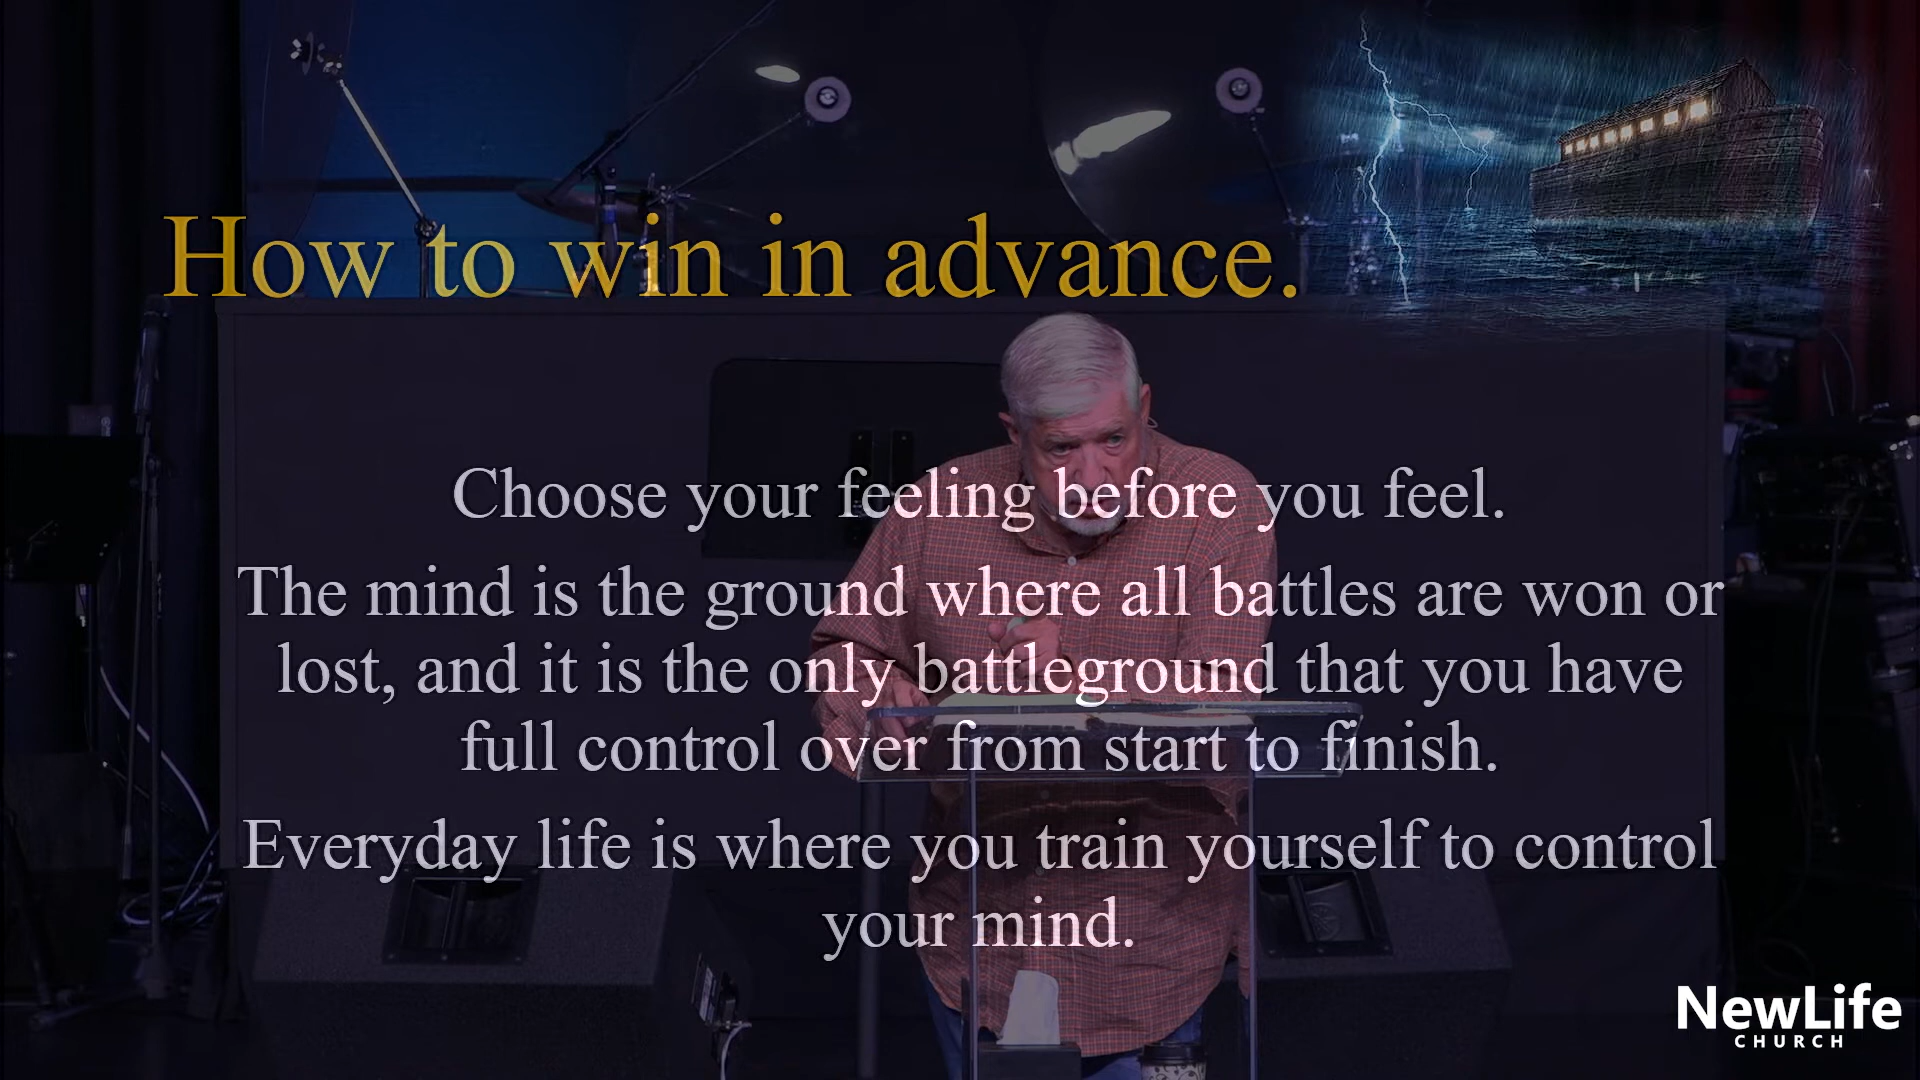 How to win in advance.
Choose your feeling before you feel.
The mind is the ground where all battles are won or
lost, and it is the only battleground that you have
full control over from start to finish.
Everyday life is where you train yourself to control
your mind.
NewLife
CHURCH